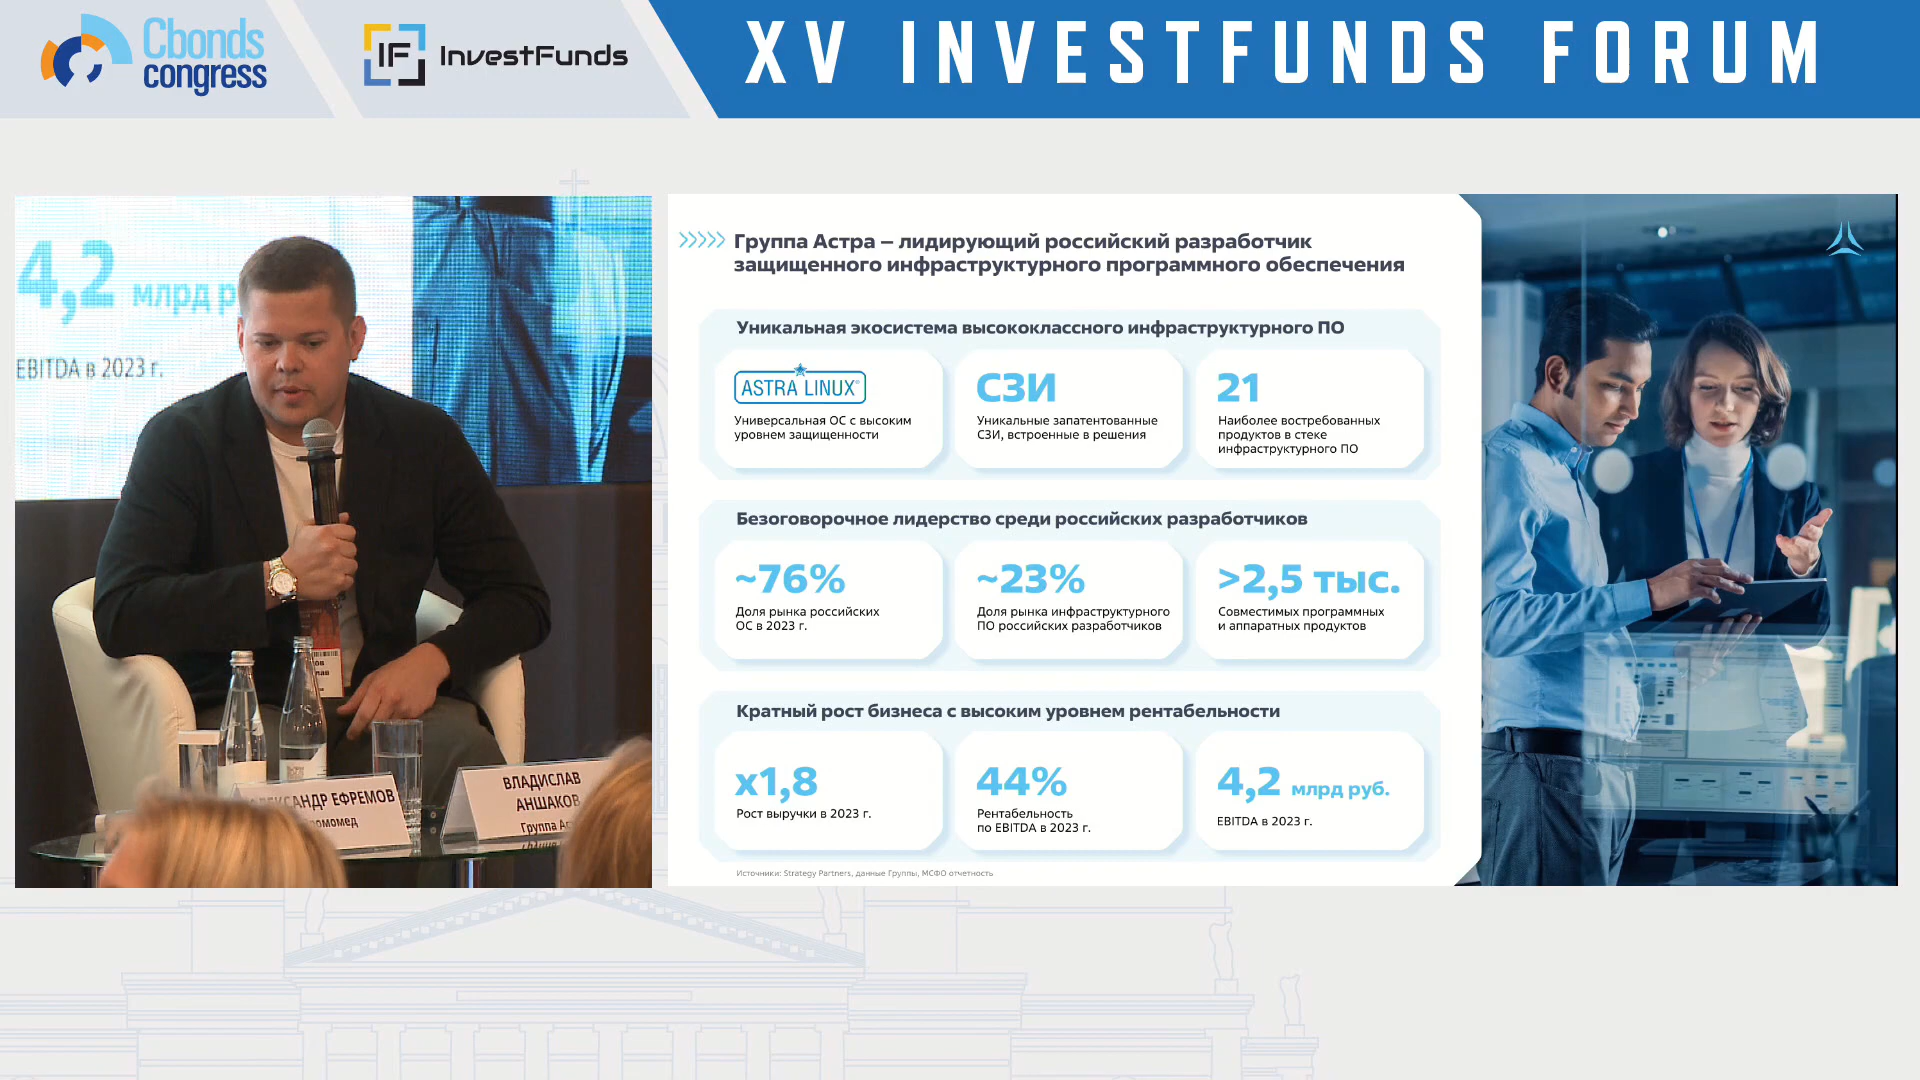 Cbonds
congress
IF InvestFunds
XV INVESTFUNDS FORUM
4,2 млрд р
EBITDA в 2023 г.
АЛЕКСАНДР ЕФРЕМОВ
ВЛАДИСЛАВ
АНШАКОВ
Группа Ас
Группа Астра – лидирующий российский разработчик
защищенного инфраструктурного программного обеспечения
Уникальная экосистема высококлассного инфраструктурного ПО
ASTRA LINUX®
Универсальная ОС с высоким
уровнем защищенности
СЗИ
Уникальные запатентованные
СЗИ, встроенные в решения
21
Наиболее востребованных
продуктов в стеке
инфраструктурного ПО
Безоговорочное лидерство среди российских разработчиков
~76%
Доля рынка российских
ОС в 2023 г.
~23%
Доля рынка инфраструктурного
ПО российских разработчиков
>2,5 тыс.
Совместимых программных
и аппаратных продуктов
Кратный рост бизнеса с высоким уровнем рентабельности
х1,8
Рост выручки в 2023 г.
44%
Рентабельность
по EBITDA в 2023 г.
4,2 млрд руб.
EBITDA в 2023 г.
Источники: Strategy Partners, данные Группы, МСФО отчетность